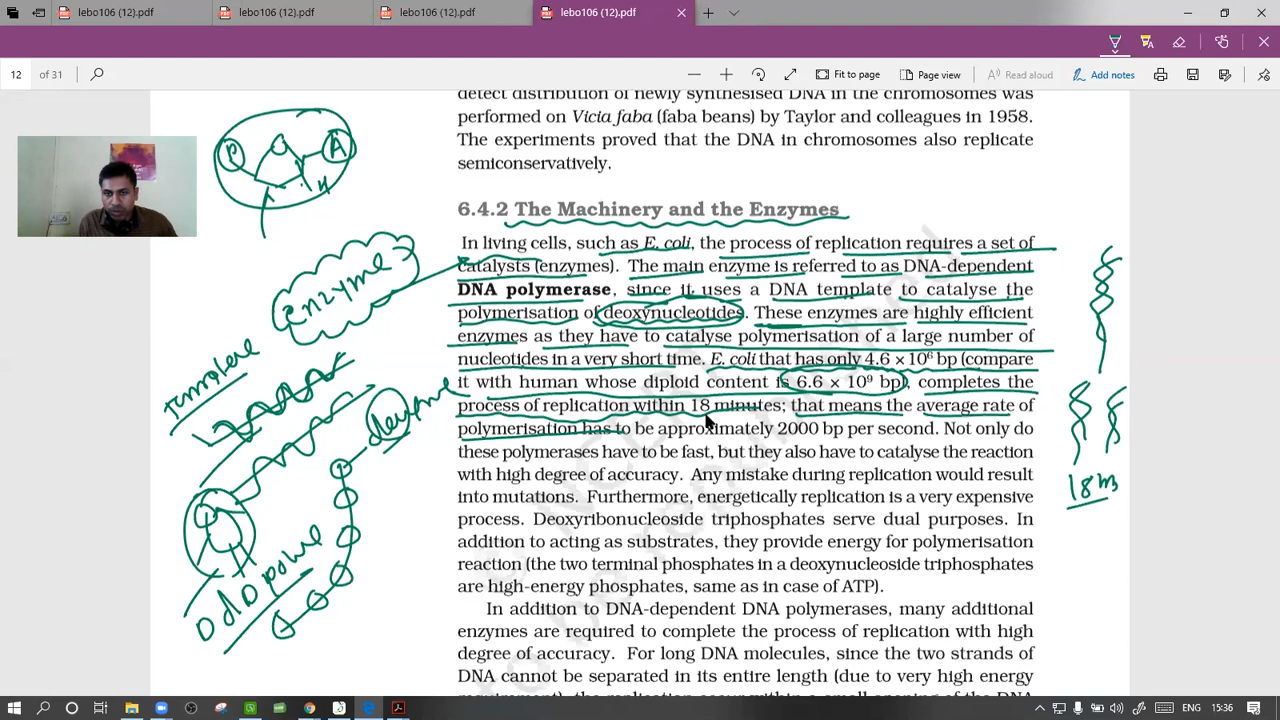 lebo106 (12).pdf
lebo106 (12).pdf
lebo106 (12).pdf
lebo106 (12).pdf
12 of 31
Fit to page
Page view
Read aloud
Add notes
detect distribution of newly synthesised DNA in the chromosomes was
performed on Vicia faba (faba beans) by Taylor and colleagues in 1958.
The experiments proved that the DNA in chromosomes also replicate
semiconservatively.
6.4.2 The Machinery and the Enzymes
In living cells, such as E. coli, the process of replication requires a set of
catalysts (enzymes). The main enzyme is referred to as DNA-dependent
DNA polymerase, since it uses a DNA template to catalyse the
polymerisation of deoxynucleotides. These enzymes are highly efficient
enzymes as they have to catalyse polymerisation of a large number of
nucleotides in a very short time. E. coli that has only 4.6 × 10⁶ bp (compare
it with human whose diploid content is 6.6 × 10⁹ bp), completes the
process of replication within 18 minutes; that means the average rate of
polymerisation has to be approximately 2000 bp per second. Not only do
these polymerases have to be fast, but they also have to catalyse the reaction
with high degree of accuracy. Any mistake during replication would result
into mutations. Furthermore, energetically replication is a very expensive
process. Deoxyribonucleoside triphosphates serve dual purposes. In
addition to acting as substrates, they provide energy for polymerisation
reaction (the two terminal phosphates in a deoxynucleoside triphosphates
are high-energy phosphates, same as in case of ATP).
In addition to DNA-dependent DNA polymerases, many additional
enzymes are required to complete the process of replication with high
degree of accuracy. For long DNA molecules, since the two strands of
DNA cannot be separated in its entire length (due to very high energy
P
A
H
Enzyme
18 m
ENG
15:36